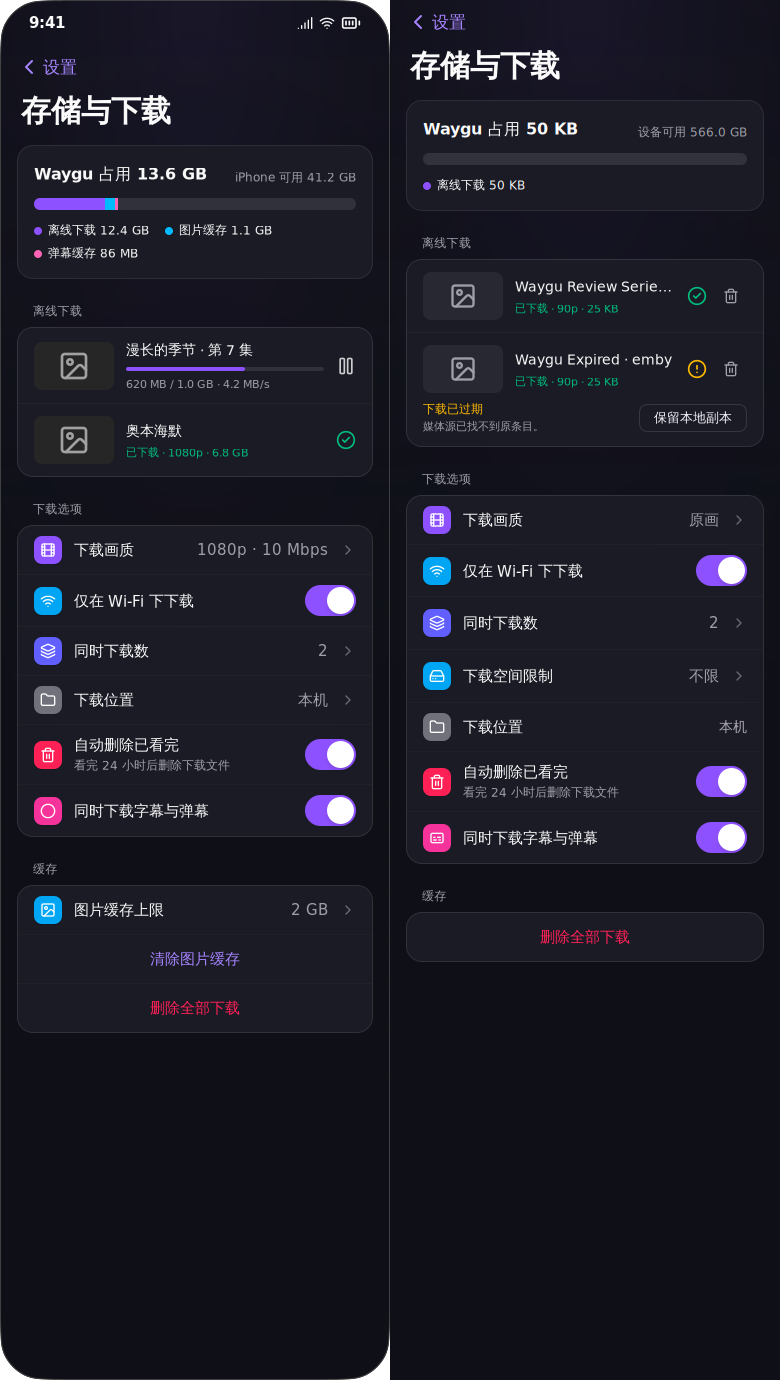 9:41
设置
存储与下载
Waygu 占用 13.6 GB
iPhone 可用 41.2 GB
离线下载 12.4 GB
图片缓存 1.1 GB
弹幕缓存 86 MB
离线下载
漫长的季节 · 第 7 集
620 MB / 1.0 GB · 4.2 MB/s
奥本海默
已下载 · 1080p · 6.8 GB
下载选项
下载画质
1080p · 10 Mbps
仅在 Wi-Fi 下下载
同时下载数
2
下载位置
本机
自动删除已看完
看完 24 小时后删除下载文件
同时下载字幕与弹幕
缓存
图片缓存上限
2 GB
清除图片缓存
删除全部下载
设置
存储与下载
Waygu 占用 50 KB
设备可用 566.0 GB
离线下载 50 KB
离线下载
Waygu Review Serie…
已下载 · 90p · 25 KB
Waygu Expired · emby
已下载 · 90p · 25 KB
下载已过期
媒体源已找不到原条目。
保留本地副本
下载选项
下载画质
原画
仅在 Wi-Fi 下下载
同时下载数
2
下载空间限制
不限
下载位置
本机
自动删除已看完
看完 24 小时后删除下载文件
同时下载字幕与弹幕
缓存
删除全部下载